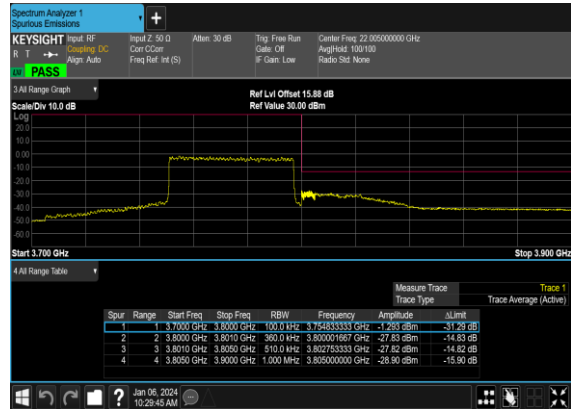 Spectrum Analyzer 1
Spurious Emissions
+
KEYSIGHT Input: RF Input Z: 50 Ω Atten: 30 dB Trig: Free Run Center Freq: 22.005000000 GHz
R T Coupling: DC Corr CCorr Gate: Off Avg|Hold: 100/100
Align: Auto Freq Ref: Int (S) IF Gain: Low Radio Std: None
PASS
3 All Range Graph
Ref Lvl Offset 15.88 dB
Scale/Div 10.0 dB Ref Value 30.00 dBm
Log
20.0
10.0
0.00
-10.0
-20.0
-30.0
-40.0
-50.0
-60.0
Start 3.700 GHz Stop 3.900 GHz
4 All Range Table
Measure Trace Trace 1
Trace Type Trace Average (Active)
Spur Range Start Freq Stop Freq RBW Frequency Amplitude ΔLimit
1 1 3.7000 GHz 3.8000 GHz 100.0 kHz 3.754833333 GHz -1.293 dBm -31.29 dB
2 2 3.8000 GHz 3.8010 GHz 360.0 kHz 3.800001667 GHz -27.83 dBm -14.83 dB
3 3 3.8010 GHz 3.8050 GHz 510.0 kHz 3.802753333 GHz -27.82 dBm -14.82 dB
4 4 3.8050 GHz 3.9000 GHz 1.000 MHz 3.805000000 GHz -28.90 dBm -15.90 dB
? Jan 06, 2024
10:29:45 AM